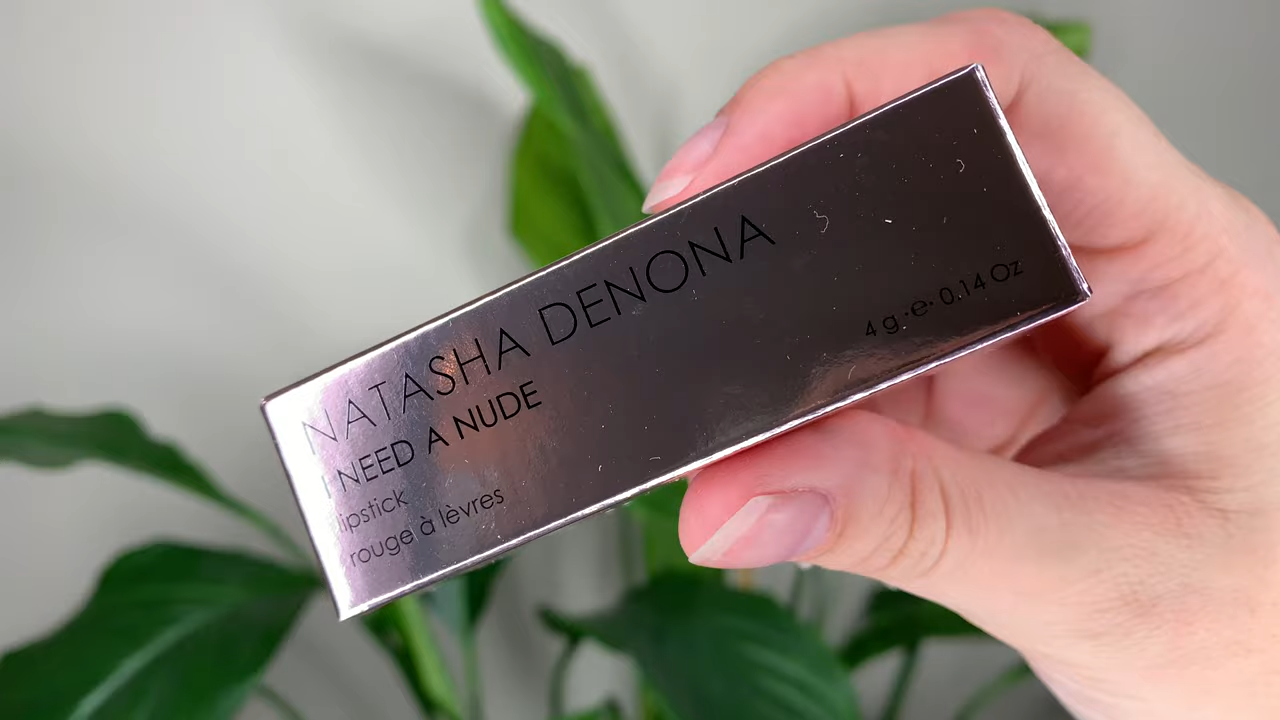 NATASHA DENONA
I NEED A NUDE
lipstick
rouge à lèvres
4 g · e · 0.14 Oz